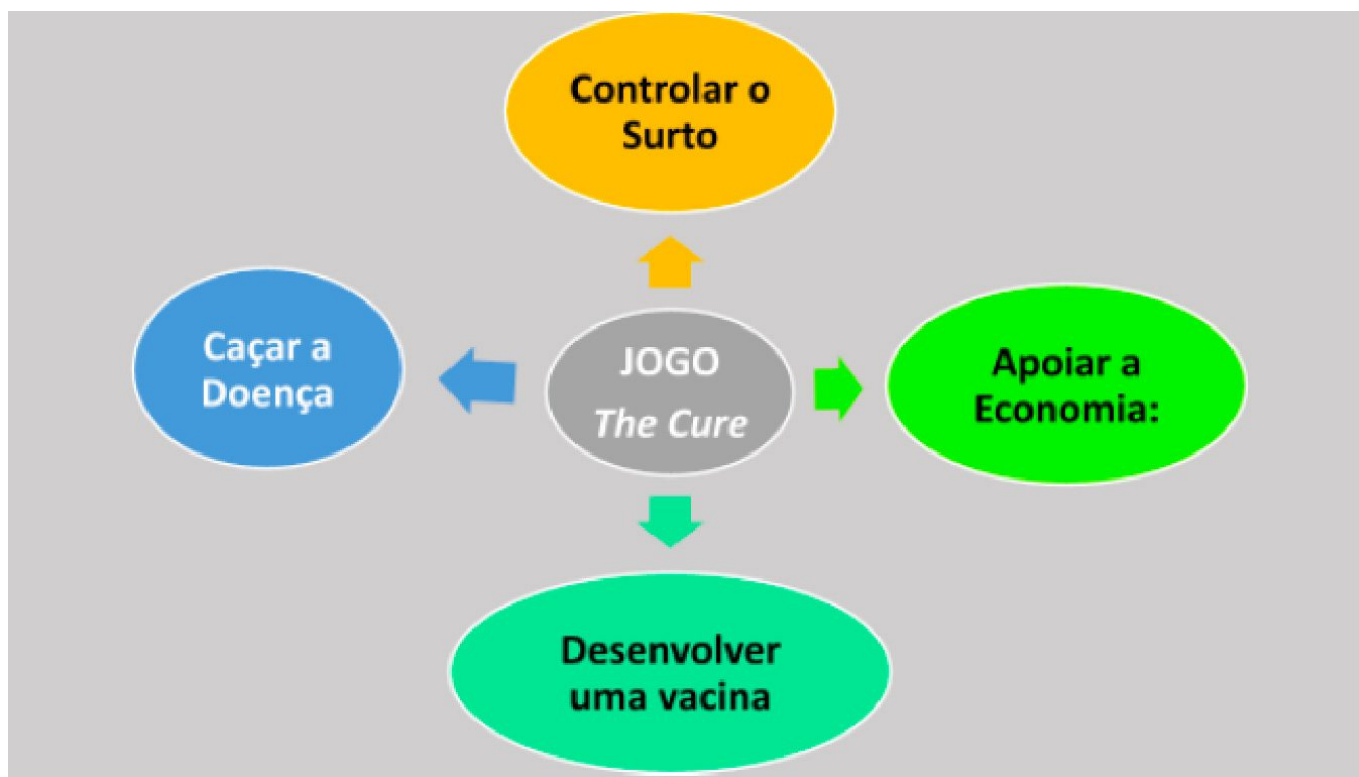 Controlar o
Surto
Caçar a
Doença
JOGO
The Cure
Apoiar a
Economia:
Desenvolver
uma vacina